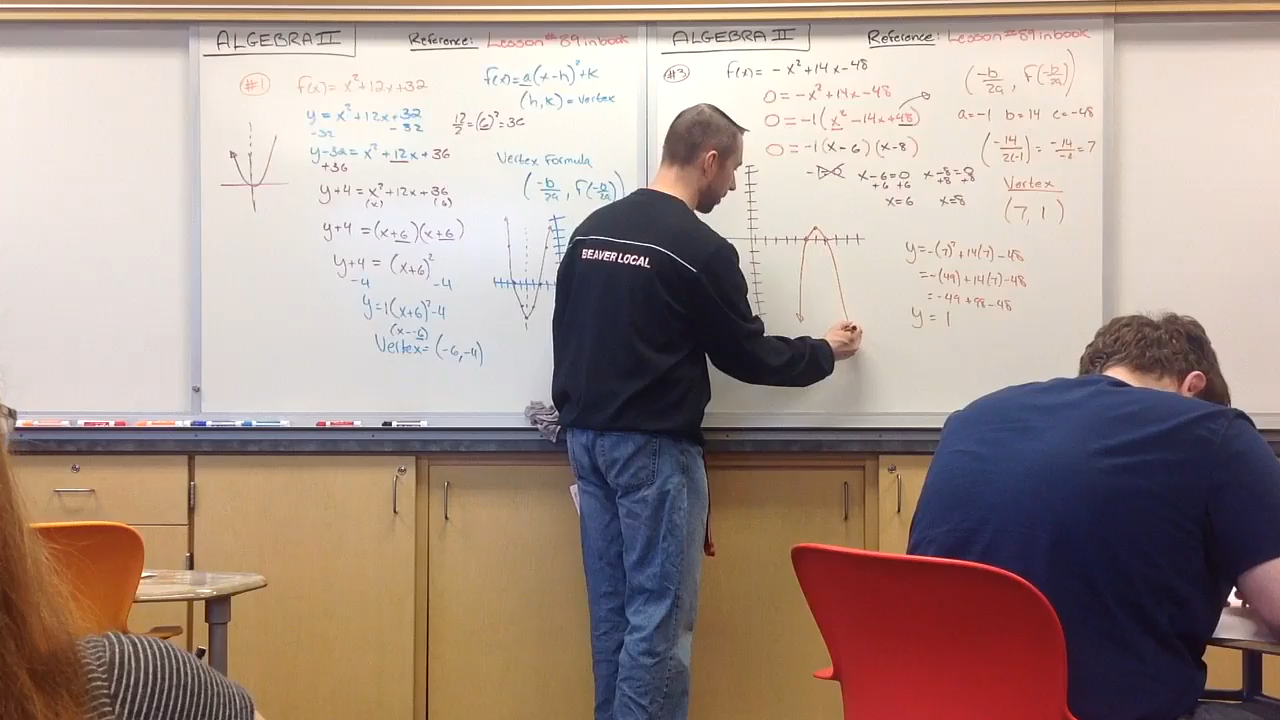 ALGEBRA II
Reference: Lesson #89 in book
#1
f(x) = x²+12x+32
y = x²+12x+32
-32 -32
12/2 = (6)² = 36
y-32 = x²+12x+36
+36
y+4 = x²+12x+36
(x) (6)
y+4 = (x+6)(x+6)
y+4 = (x+6)²
-4 -4
y=1(x+6)²-4
(x--6)
Vertex = (-6,-4)
f(x)=a(x-h)²+k
(h,k) = vertex
Vertex Formula
(-b/2a, f(-b/2a))
BEAVER LOCAL
ALGEBRA II
Reference: Lesson #89 in book
#3
f(x) = -x²+14x-48
0 = -x²+14x-48
0 = -1(x²-14x+48)
0 = -1(x-6)(x-8)
x-6=0 x-8=0
+6 +6 +8 +8
x=6 x=8
(-b/2a, f(-b/2a))
a=-1 b=14 c=-48
(-14/2(-1)) = -14/-2 = 7
Vertex
(7,1)
y=-(7)²+14(7)-48
=-(49)+14(7)-48
=-49+98-48
y = 1